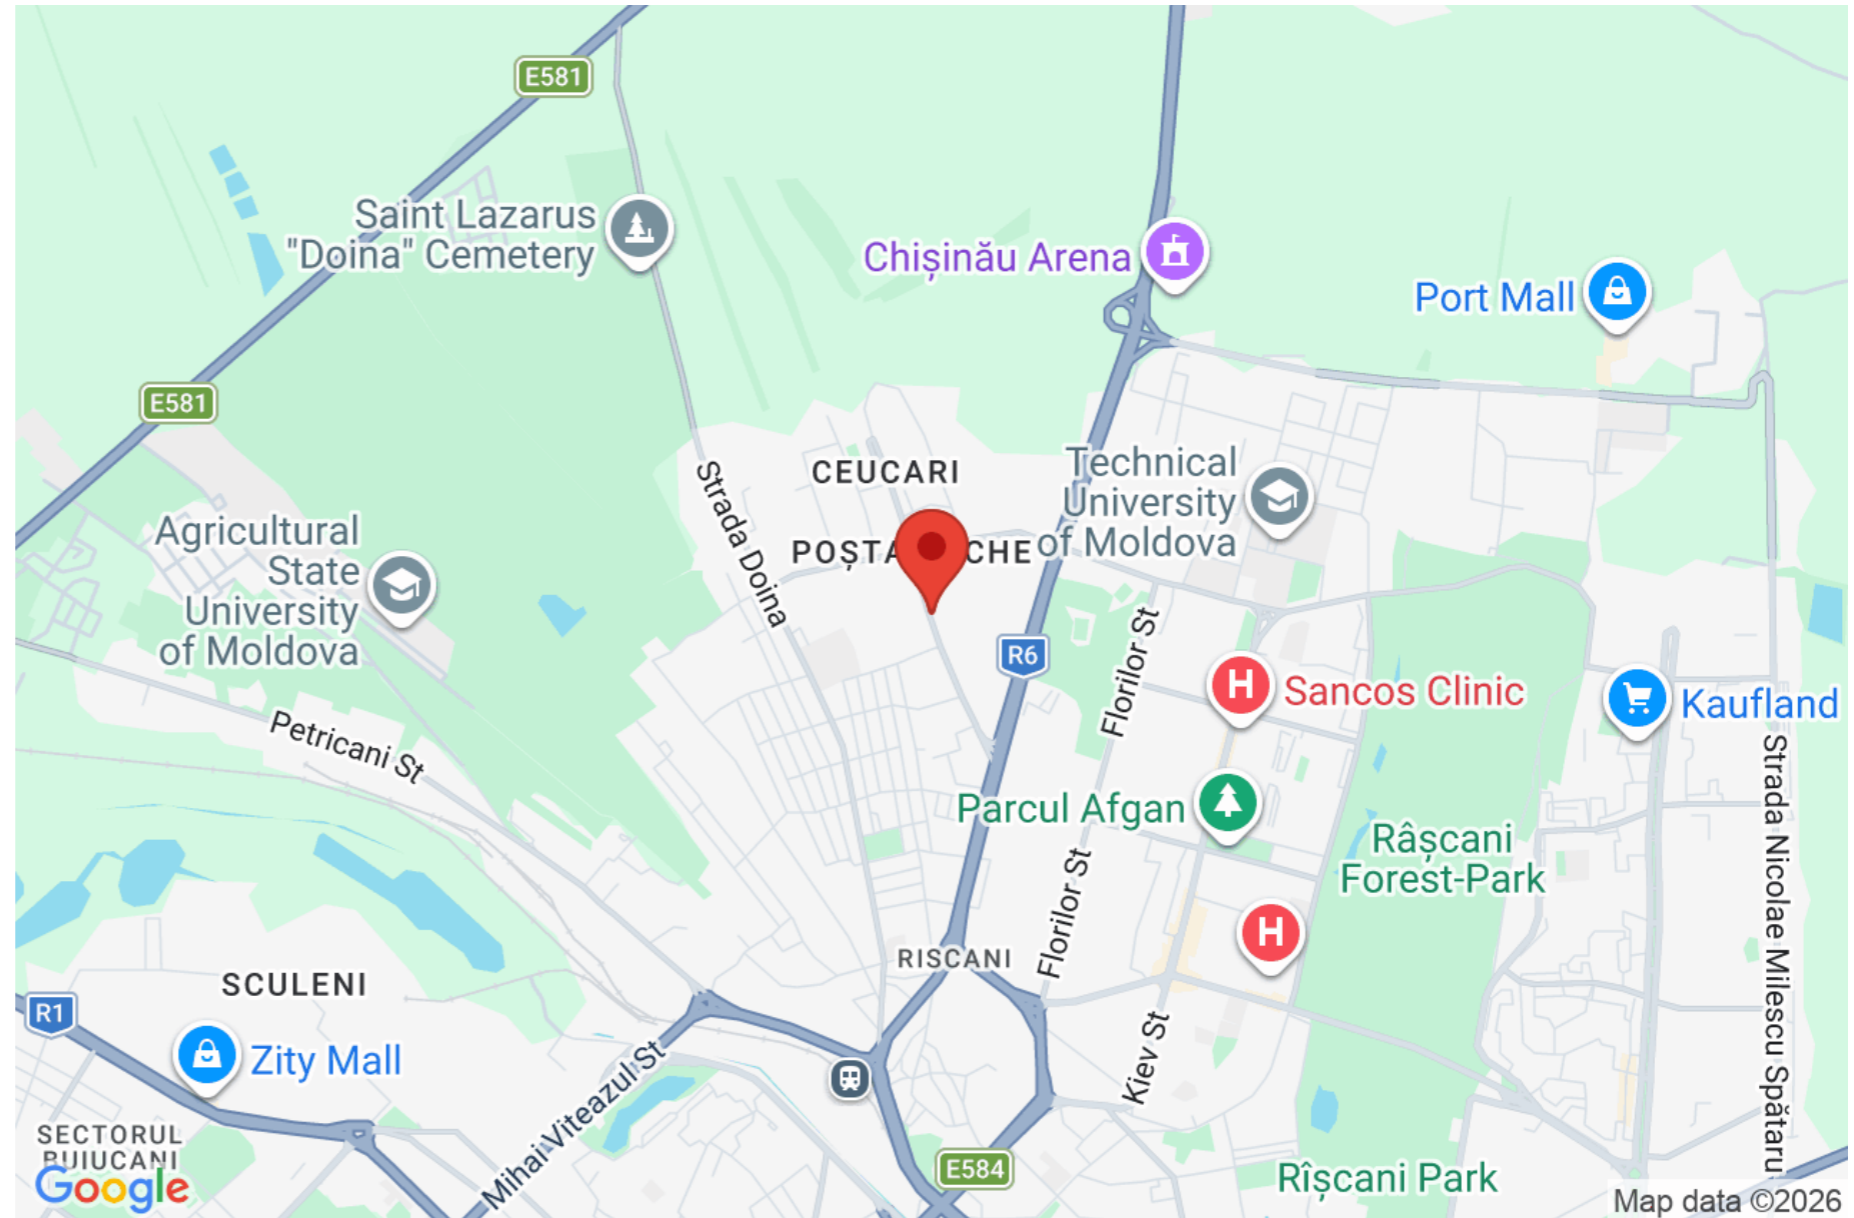 E581
Saint Lazarus
"Doina" Cemetery
Chișinău Arena
Port Mall
E581
CEUCARI
Technical
University
of Moldova
Strada Doina
POȘTA
CHE
Agricultural
State
University
of Moldova
R6
Florilor St
H
Sancos Clinic
Kaufland
Petricani St
Parcul Afgan
Râșcani
Forest-Park
Strada Nicolae Milescu Spătaru
Florilor St
H
RISCANI
SCULENI
R1
Zity Mall
Kiev St
Mihai Viteazul St
SECTORUL
BUIUCANI
Google
E584
Rîșcani Park
Map data ©2026